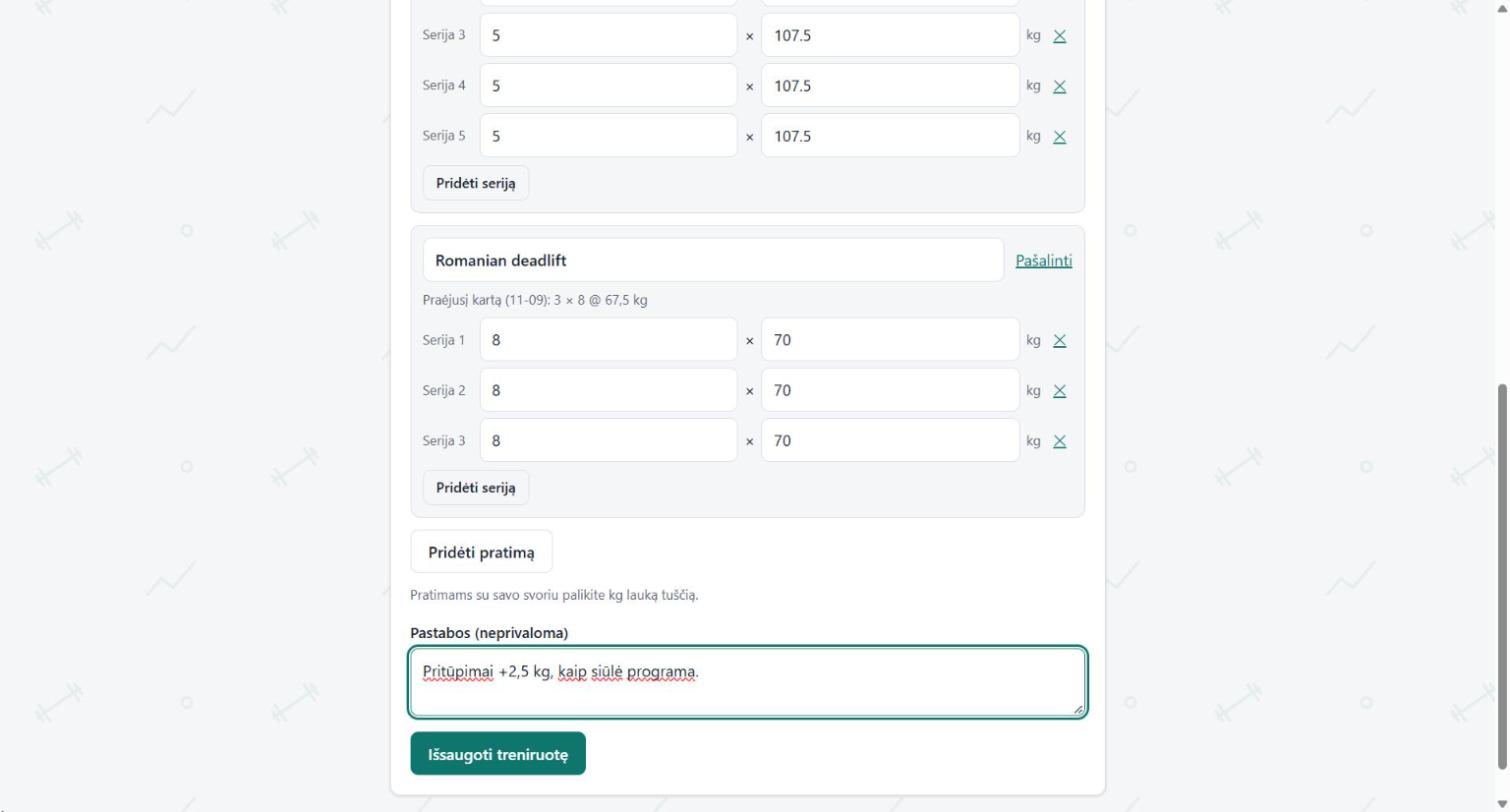 Serija 3 5 × 107.5 kg ×
Serija 4 5 × 107.5 kg ×
Serija 5 5 × 107.5 kg ×
Pridėti seriją
Romanian deadlift Pašalinti
Praėjusį kartą (11-09): 3 × 8 @ 67,5 kg
Serija 1 8 × 70 kg ×
Serija 2 8 × 70 kg ×
Serija 3 8 × 70 kg ×
Pridėti seriją
Pridėti pratimą
Pratimams su savo svoriu palikite kg lauką tuščią.
Pastabos (neprivaloma)
Pritūpimai +2,5 kg, kaip siūlė programa.
Išsaugoti treniruotę